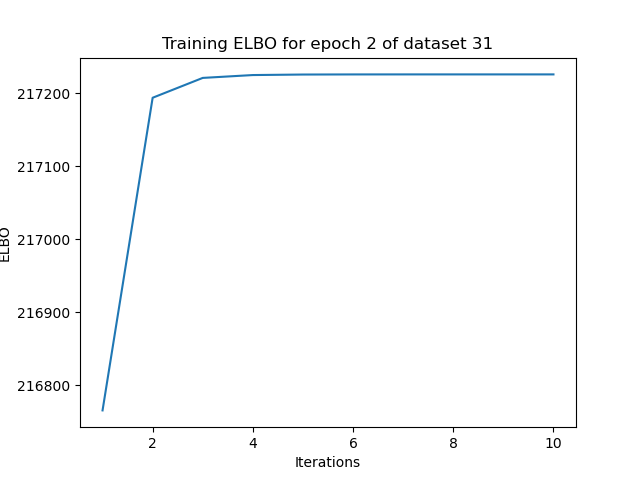 Training ELBO for epoch 2 of dataset 31
217200
217100
217000
216900
216800
ELBO
2 4 6 8 10
Iterations